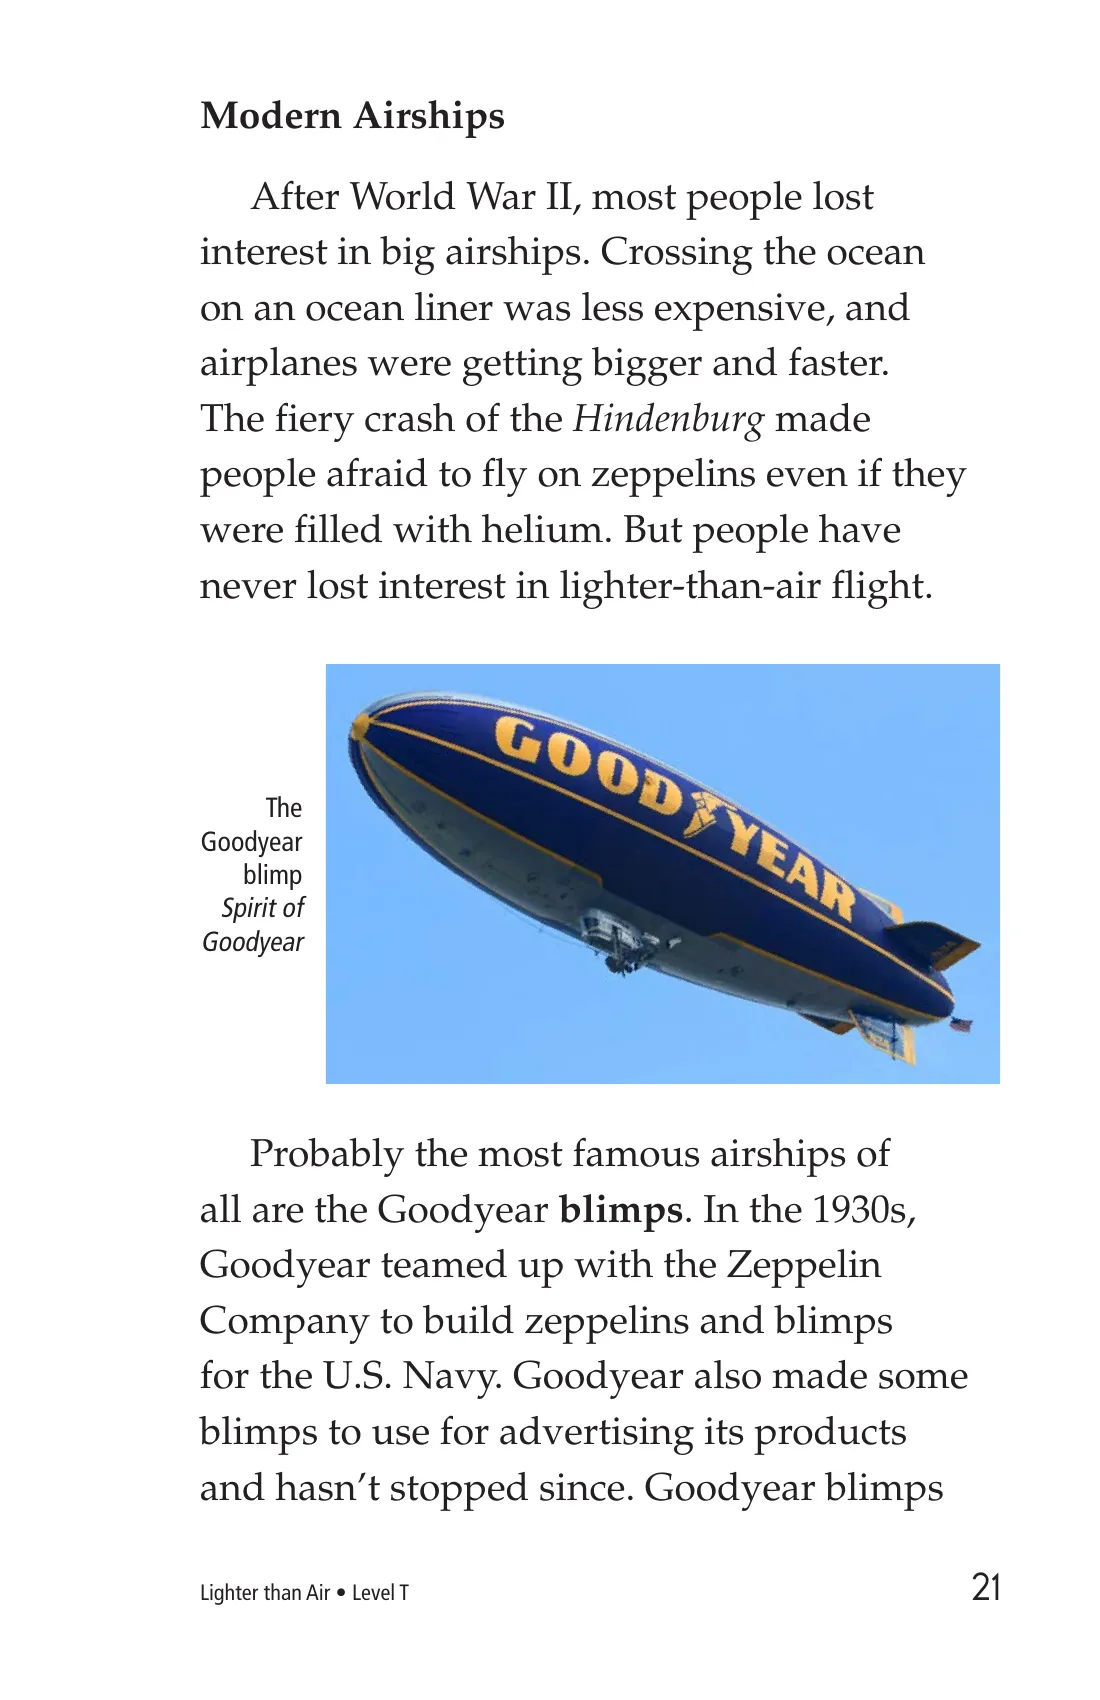 Modern Airships
After World War II, most people lost
interest in big airships. Crossing the ocean
on an ocean liner was less expensive, and
airplanes were getting bigger and faster.
The fiery crash of the Hindenburg made
people afraid to fly on zeppelins even if they
were filled with helium. But people have
never lost interest in lighter-than-air flight.
The
Goodyear
blimp
Spirit of
Goodyear
GOOD YEAR
Probably the most famous airships of
all are the Goodyear blimps. In the 1930s,
Goodyear teamed up with the Zeppelin
Company to build zeppelins and blimps
for the U.S. Navy. Goodyear also made some
blimps to use for advertising its products
and hasn’t stopped since. Goodyear blimps
Lighter than Air • Level T
21